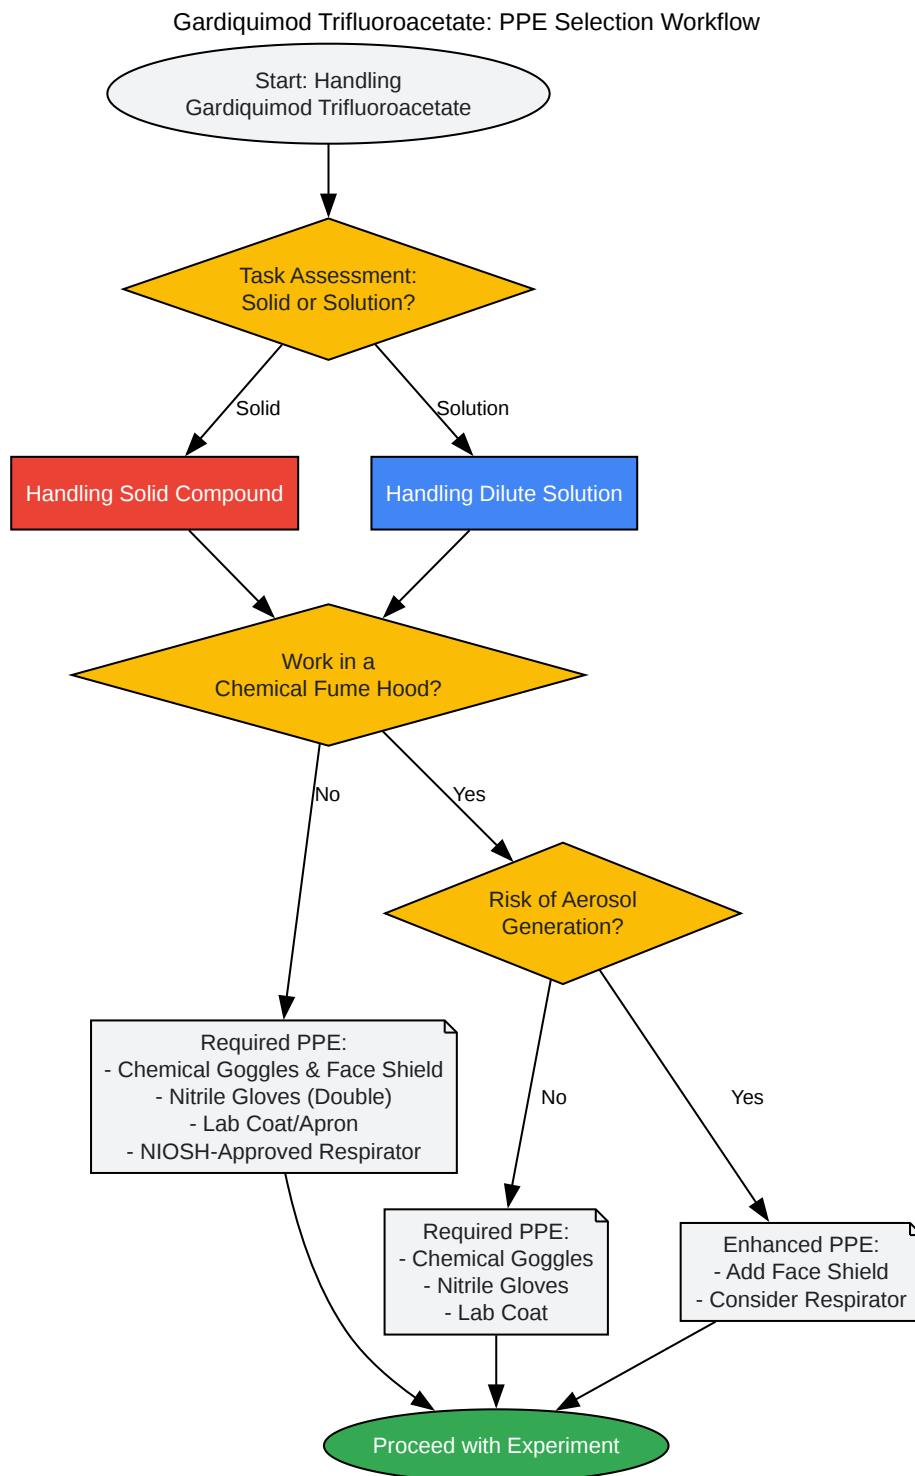 Gardiquimod Trifluoroacetate: PPE Selection Workflow
Start: Handling
Gardiquimod Trifluoroacetate
Task Assessment:
Solid or Solution?
Solid
Solution
Handling Solid Compound
Handling Dilute Solution
Work in a
Chemical Fume Hood?
No
Yes
Risk of Aerosol
Generation?
Required PPE:
- Chemical Goggles & Face Shield
- Nitrile Gloves (Double)
- Lab Coat/Apron
- NIOSH-Approved Respirator
No
Yes
Required PPE:
- Chemical Goggles
- Nitrile Gloves
- Lab Coat
Enhanced PPE:
- Add Face Shield
- Consider Respirator
Proceed with Experiment